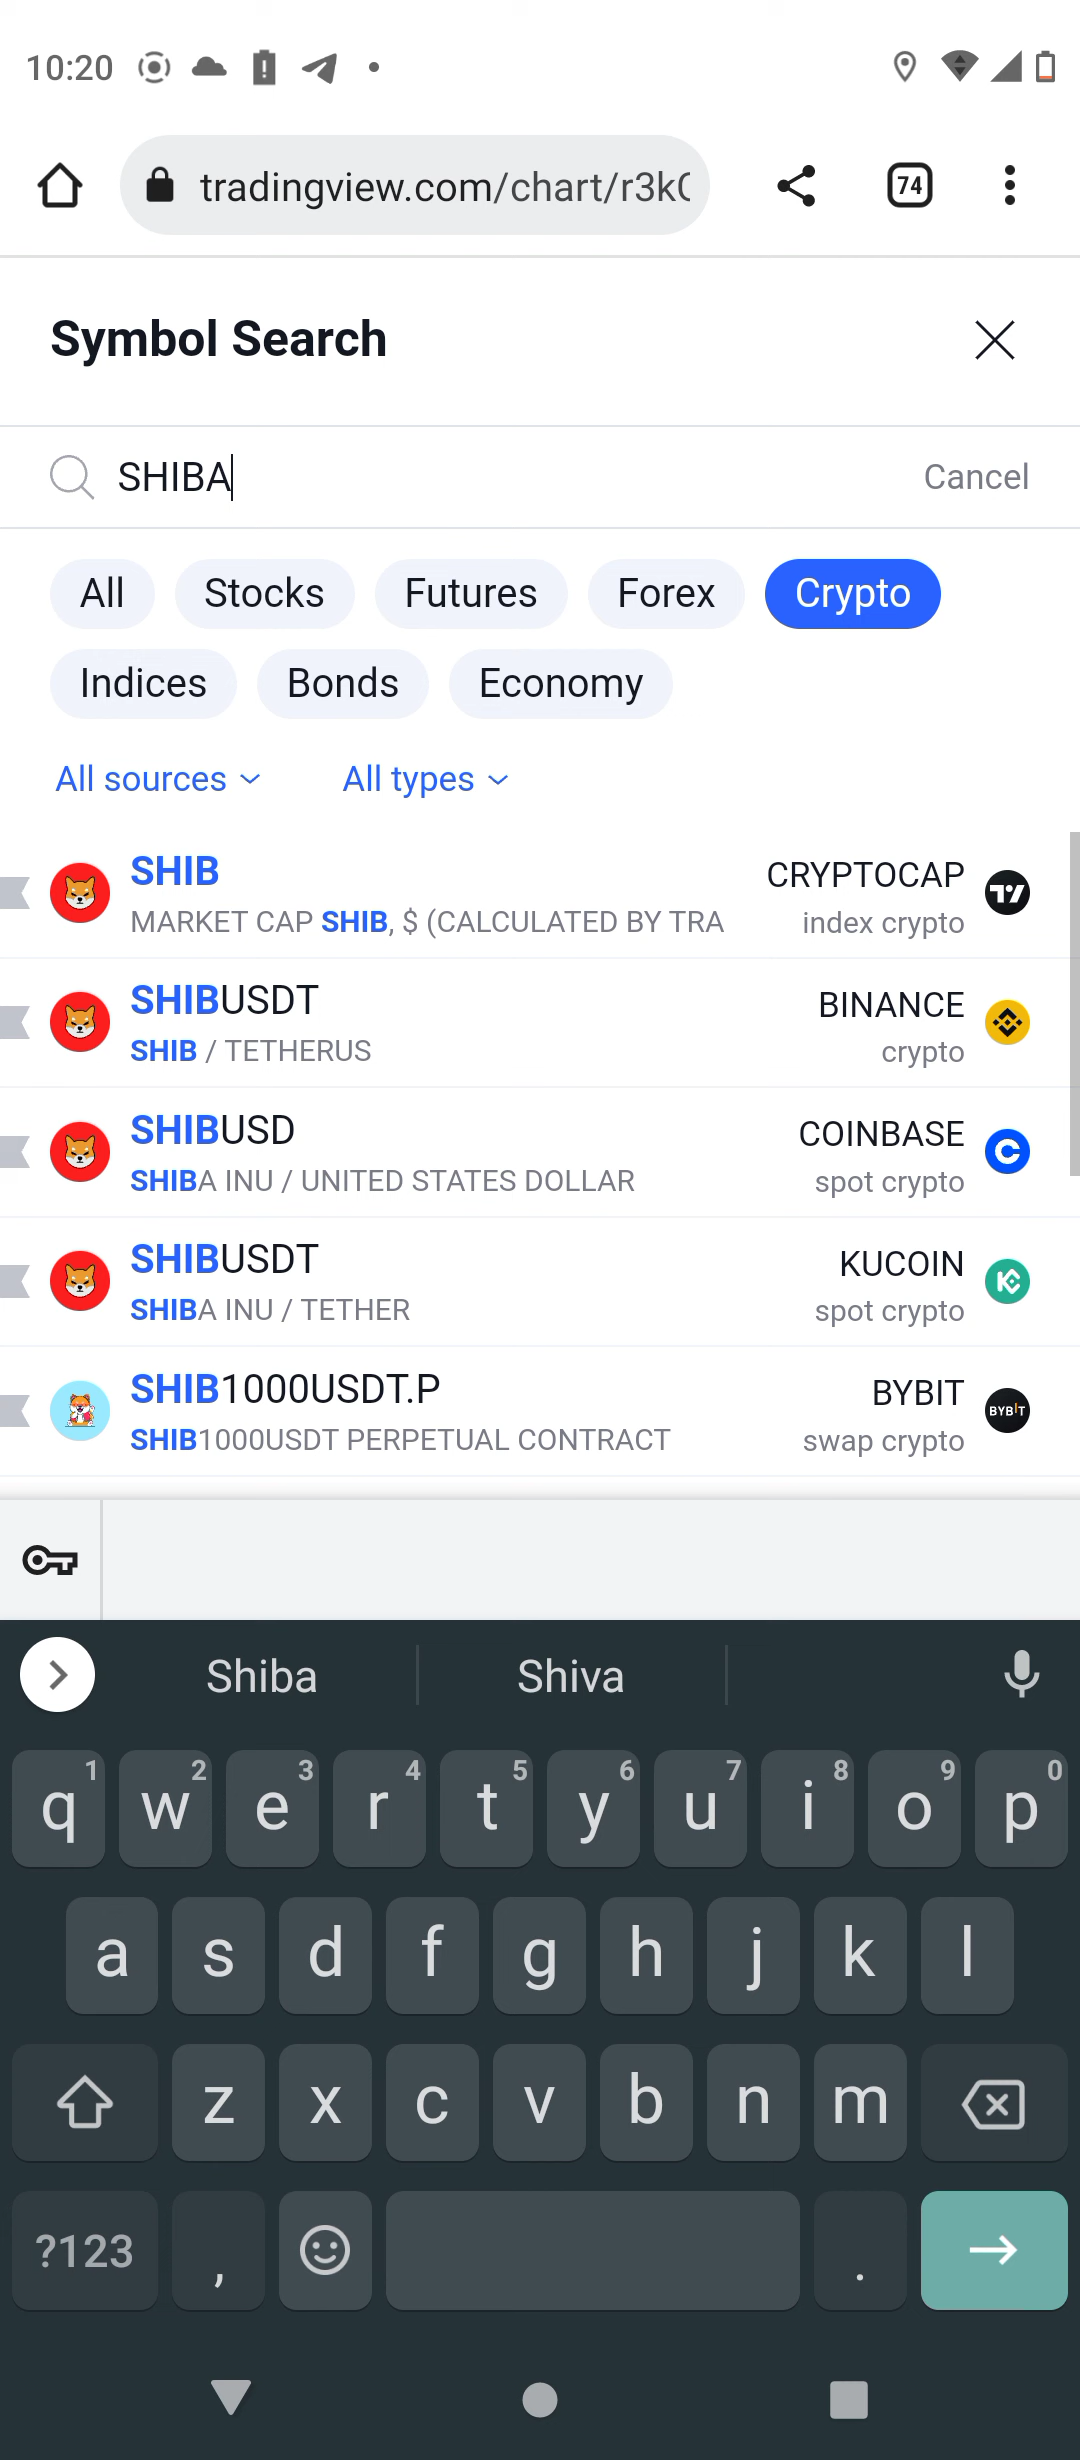 10:20
tradingview.com/chart/r3k
74
Symbol Search
SHIBA
Cancel
All
Stocks
Futures
Forex
Crypto
Indices
Bonds
Economy
All sources
All types
SHIB
CRYPTOCAP
MARKET CAP SHIB, $ (CALCULATED BY TRA
index crypto
SHIBUSDT
BINANCE
SHIB / TETHERUS
crypto
SHIBUSD
COINBASE
SHIBA INU / UNITED STATES DOLLAR
spot crypto
SHIBUSDT
KUCOIN
SHIBA INU / TETHER
spot crypto
SHIB1000USDT.P
BYBIT
BYBIT
SHIB1000USDT PERPETUAL CONTRACT
swap crypto
Shiba
Shiva
1 2 3 4 5 6 7 8 9 0
q w e r t y u i o p
a s d f g h j k l
z x c v b n m
?123 , .